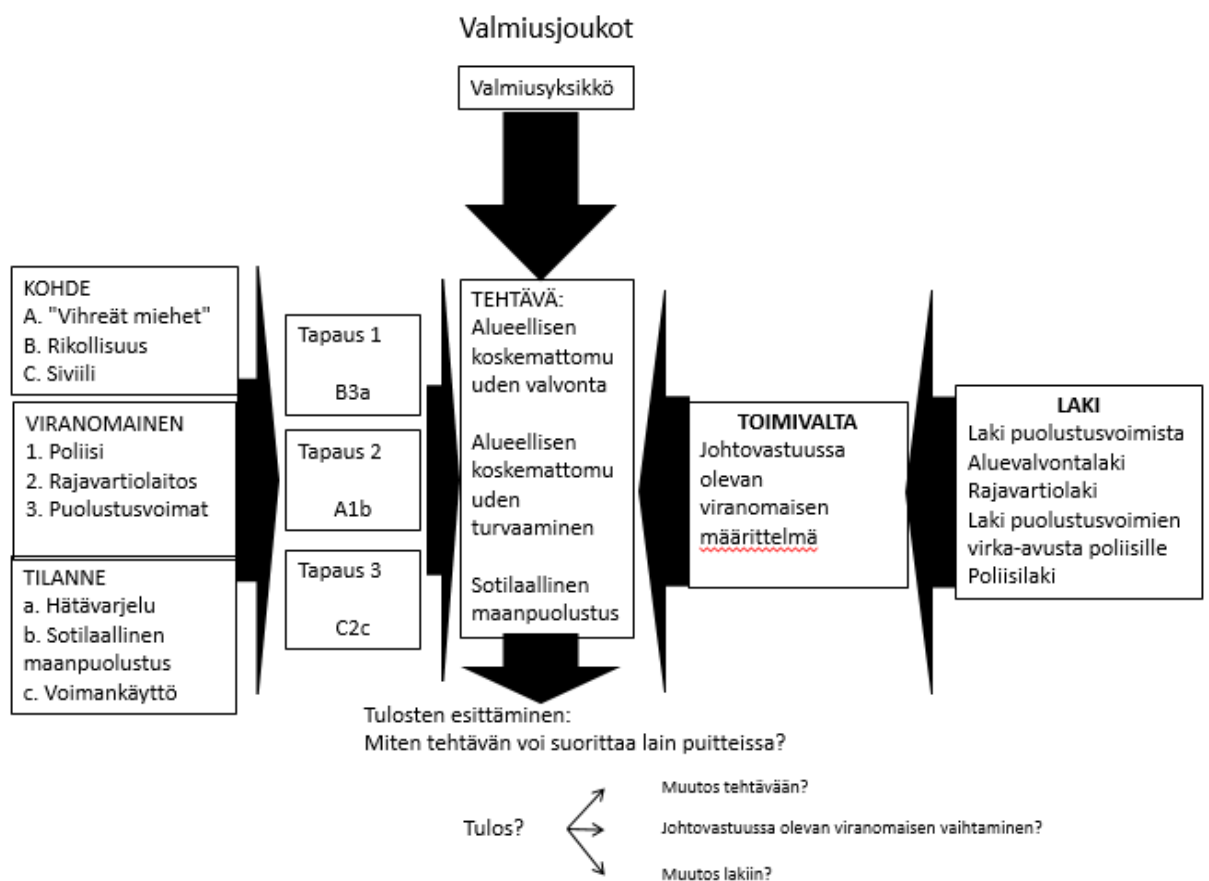 Valmiusjoukot
Valmiusyksikkö
KOHDE
A. "Vihreät miehet"
B. Rikollisuus
C. Siviili
VIRANOMAINEN
1. Poliisi
2. Rajavartiolaitos
3. Puolustusvoimat
TILANNE
a. Hätävarjelu
b. Sotilaallinen
maanpuolustus
c. Voimankäyttö
Tapaus 1
B3a
Tapaus 2
A1b
Tapaus 3
C2c
TEHTÄVÄ:
Alueellisen
koskemattomu
uden valvonta
Alueellisen
koskemattomu
uden
turvaaminen
Sotilaallinen
maanpuolustus
TOIMIVALTA
Johtovastuussa
olevan
viranomaisen
määrittelmä
LAKI
Laki puolustusvoimista
Aluevalvontalaki
Rajavartiolaki
Laki puolustusvoimien
virka-avusta poliisille
Poliisilaki
Tulosten esittäminen:
Miten tehtävän voi suorittaa lain puitteissa?
Tulos?
Muutos tehtävään?
Johtovastuussa olevan viranomaisen vaihtaminen?
Muutos lakiin?